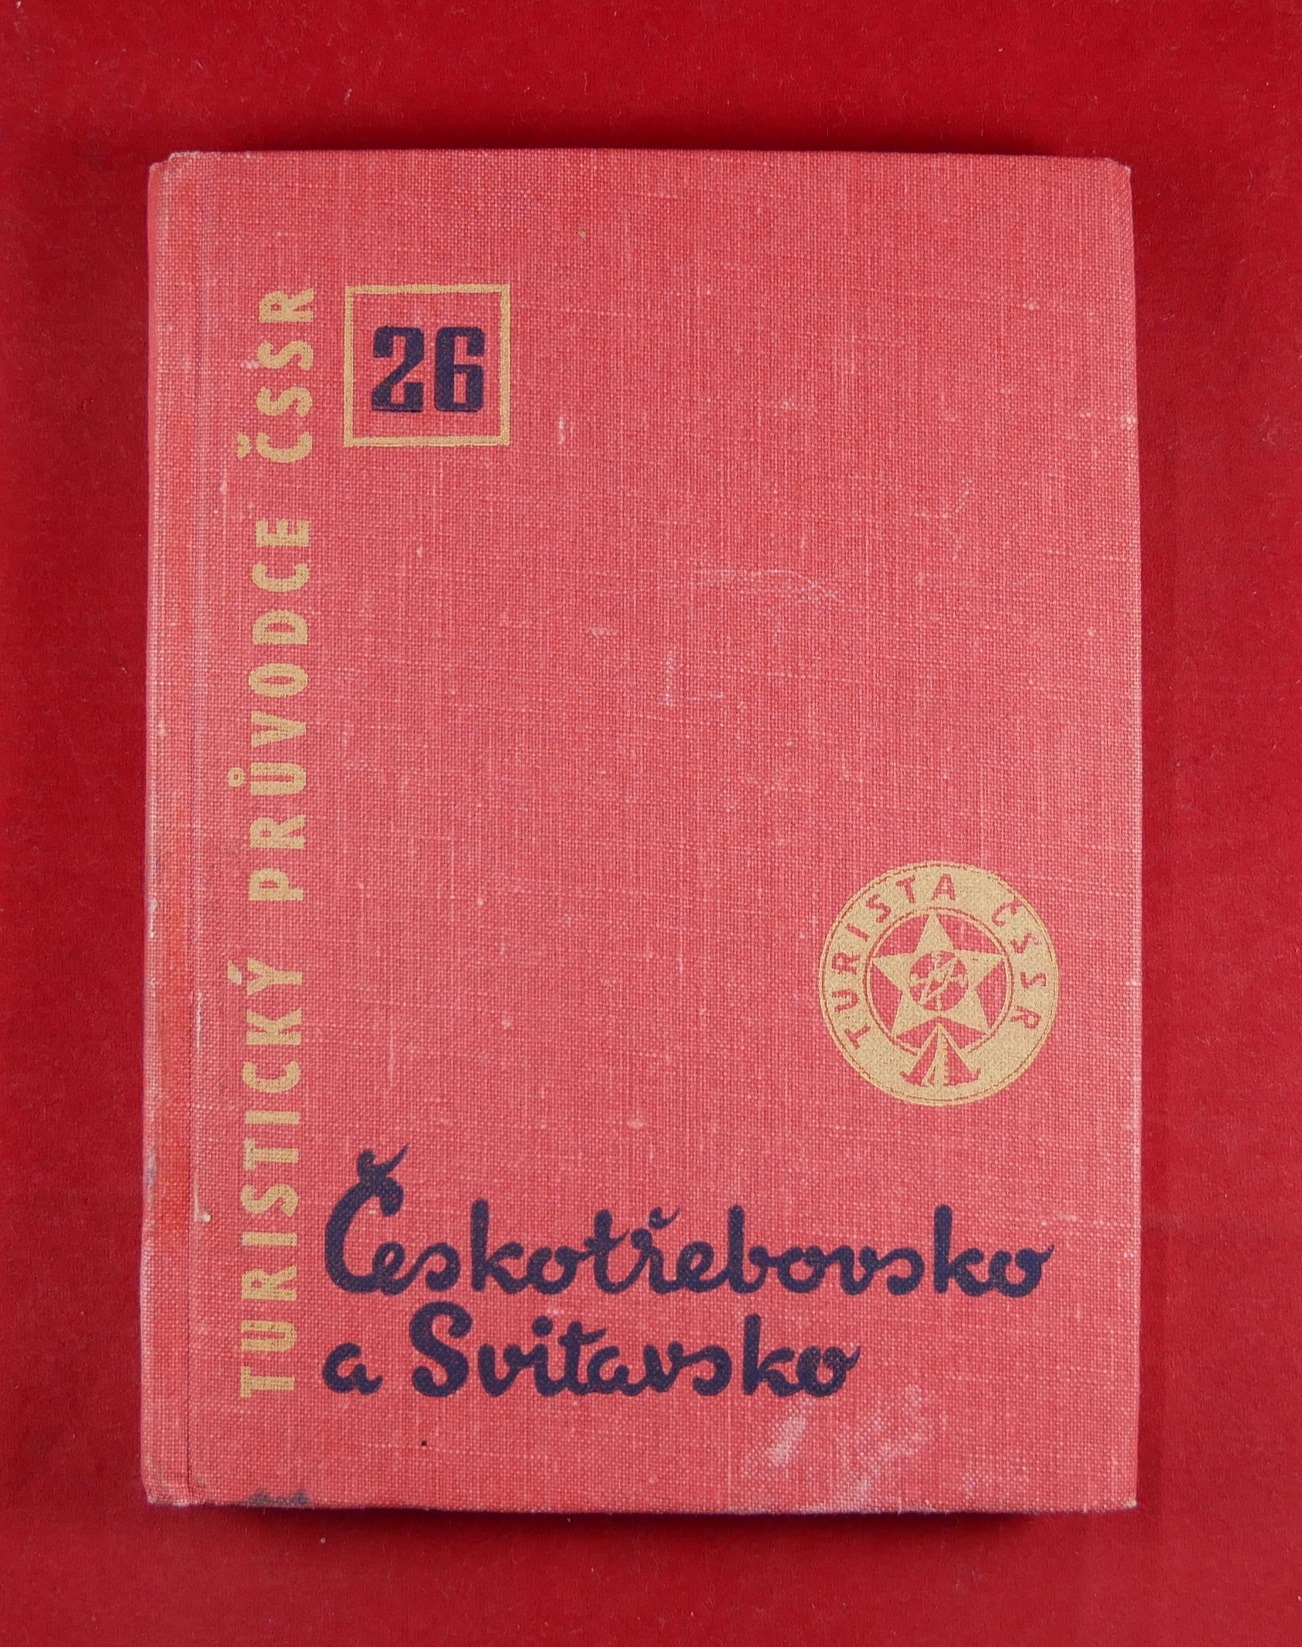 TURISTICKÝ PRŮVODCE ČSSR
26
TURISTA ČSSR
Českotřebovsko
a Svitavsko